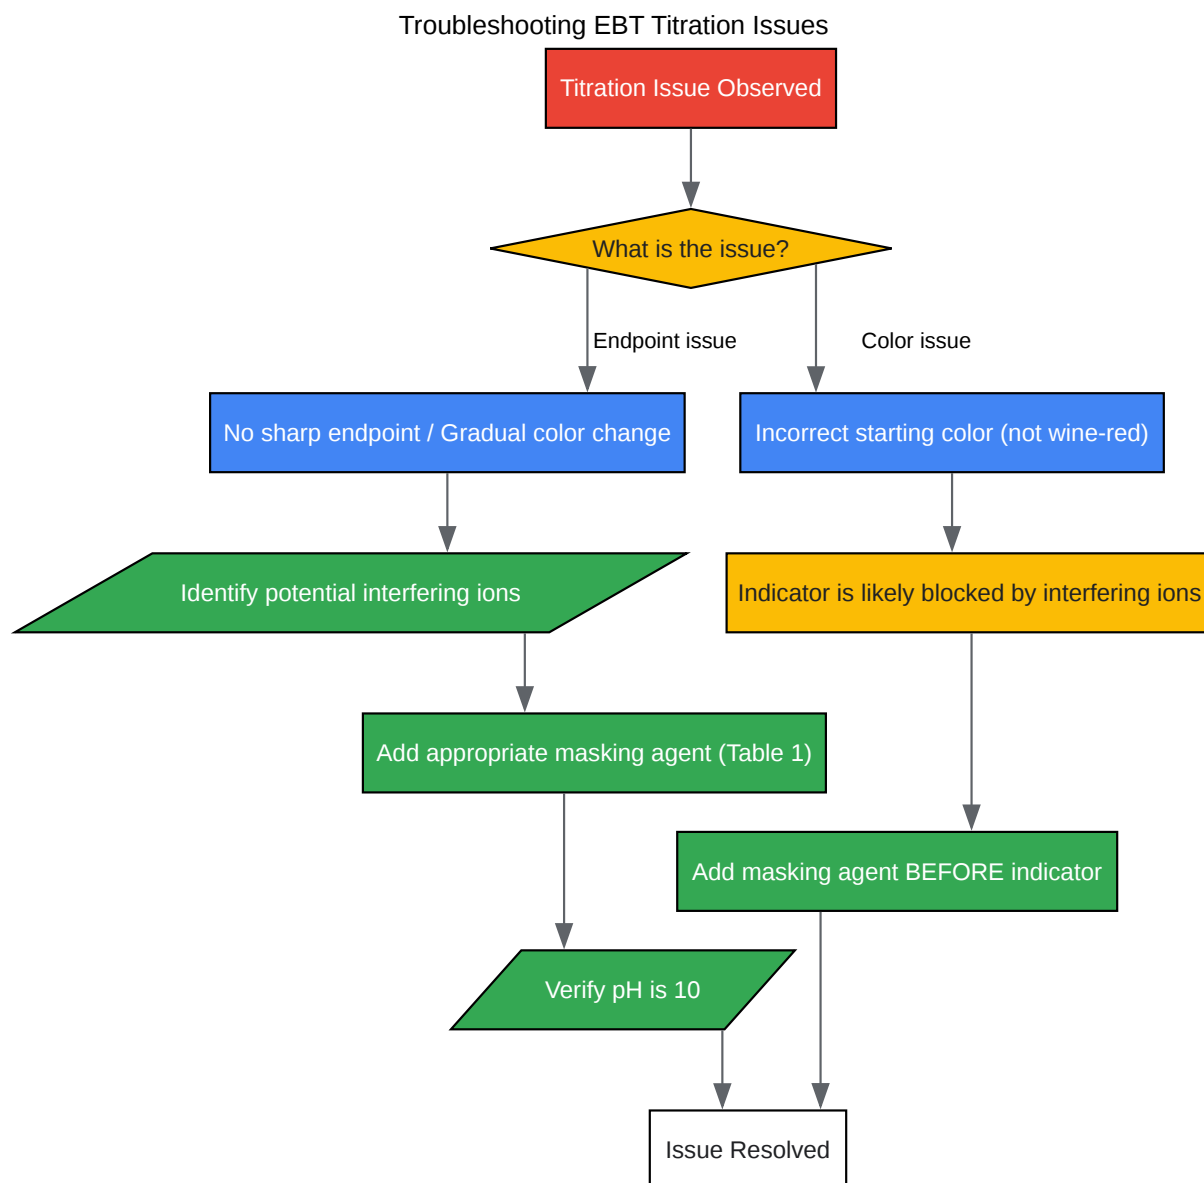 Troubleshooting EBT Titration Issues
Titration Issue Observed
What is the issue?
Endpoint issue
Color issue
No sharp endpoint / Gradual color change
Incorrect starting color (not wine-red)
Identify potential interfering ions
Indicator is likely blocked by interfering ions
Add appropriate masking agent (Table 1)
Add masking agent BEFORE indicator
Verify pH is 10
Issue Resolved